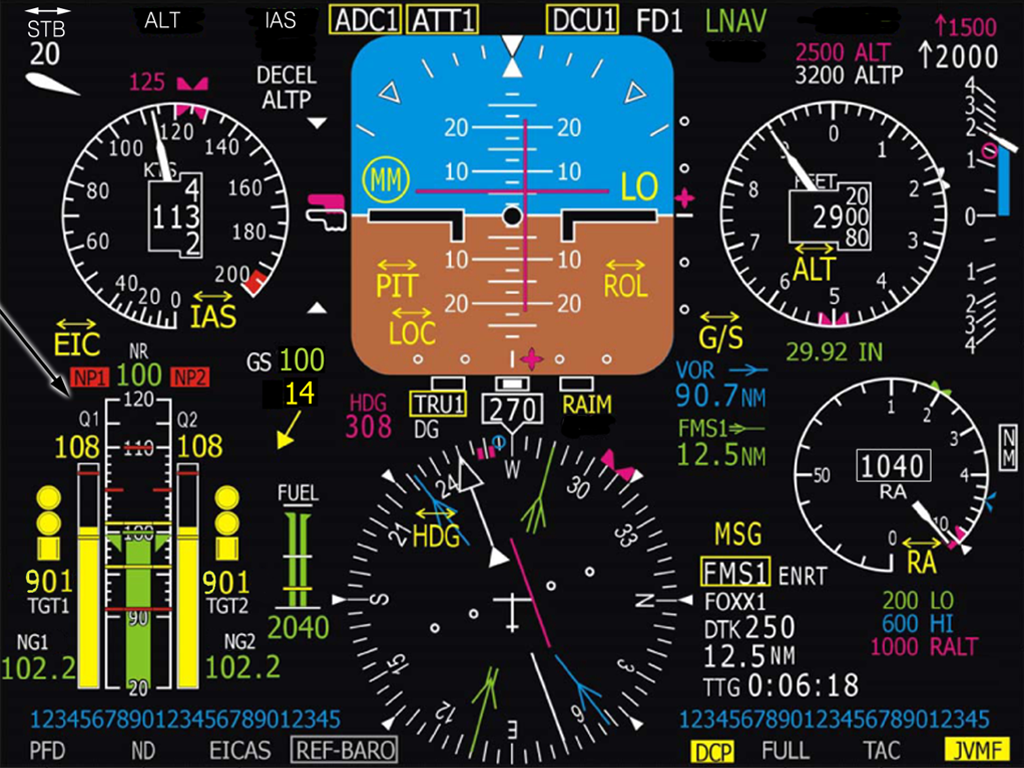 STB
20
ALT
IAS
ADC1
ATT1
DCU1
FD1
LNAV
2500 ALT
3200 ALTP
↑1500
↑2000
125
DECEL
ALTP
KTS
0
20
40
60
80
100
120
140
160
180
200
4
113
2
IAS
EIC
20 20
10 10
10 10
20 20
MM
LO
PIT
ROL
LOC
G/S
0
1
2
3
5
6
7
8
FEET
20
2900
80
ALT
29.92 IN
4
3
2
1
0
1
2
3
4
NR
NP1
100
NP2
Q1
Q2
120
110
100
90
20
108
108
901
TGT1
901
TGT2
NG1
102.2
NG2
102.2
GS 100
14
FUEL
2040
HDG
308
TRU1
DG
270
RAIM
VOR
90.7NM
FMS1
12.5NM
W
30
33
N
3
6
E
12
15
S
21
24
HDG
1
2
3
4
50
10
0
1040
RA
RA
NM
MSG
FMS1 ENRT
FOXX1
DTK 250
12.5NM
TTG 0:06:18
200 LO
600 HI
1000 RALT
1234567890123456789012345
1234567890123456789012345
PFD
ND
EICAS
REF-BARO
DCP
FULL
TAC
JVMF